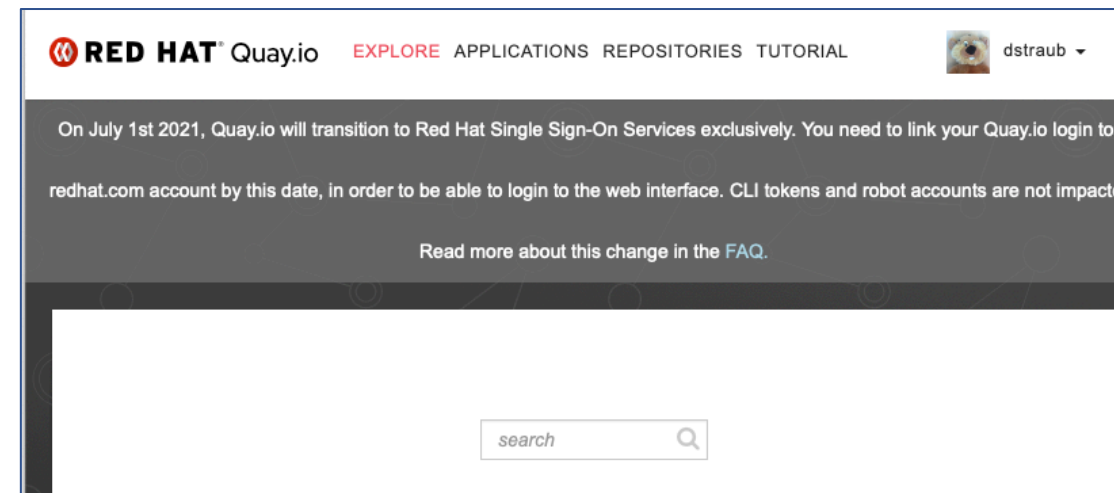 RED HAT® Quay.io EXPLORE APPLICATIONS REPOSITORIES TUTORIAL dstraub
On July 1st 2021, Quay.io will transition to Red Hat Single Sign-On Services exclusively. You need to link your Quay.io login to
redhat.com account by this date, in order to be able to login to the web interface. CLI tokens and robot accounts are not
Read more about this change in the FAQ.
search